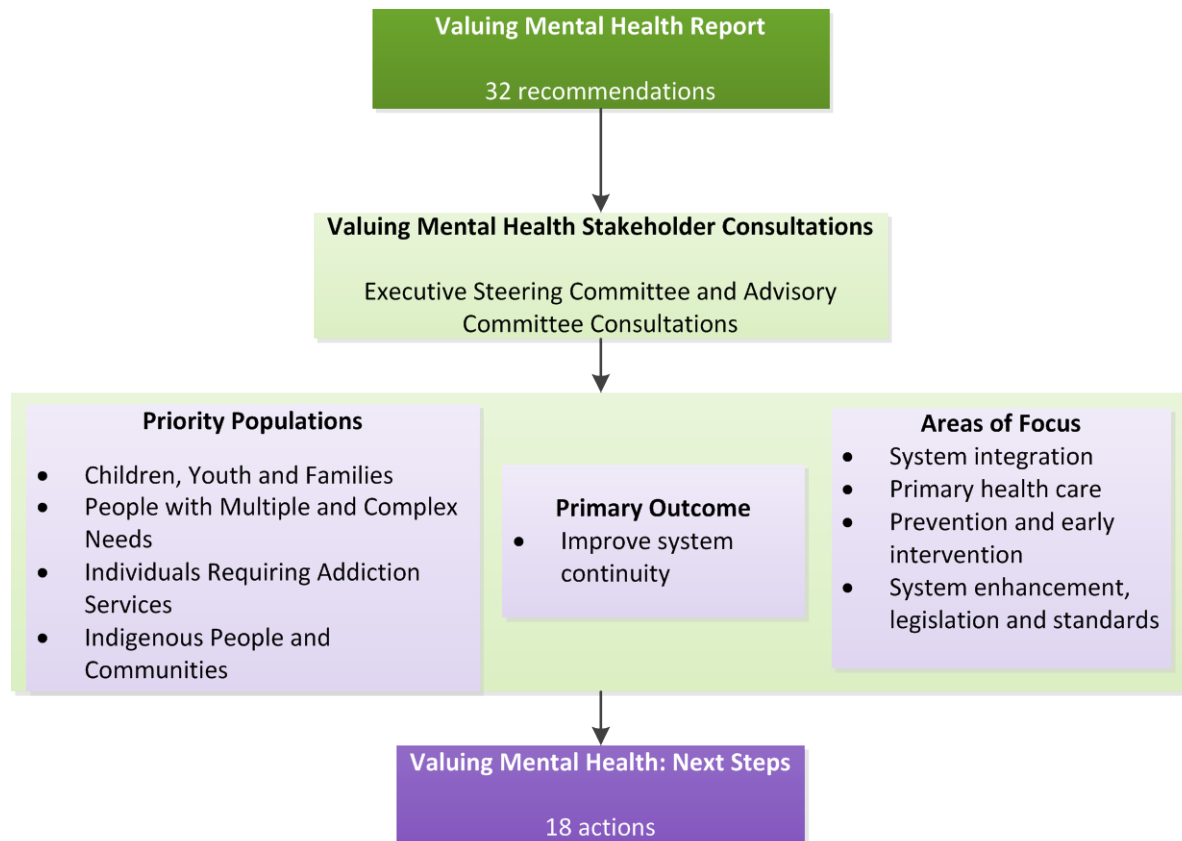 Valuing Mental Health Report
32 recommendations
Valuing Mental Health Stakeholder Consultations
Executive Steering Committee and Advisory
Committee Consultations
Priority Populations
• Children, Youth and Families
• People with Multiple and Complex
Needs
• Individuals Requiring Addiction
Services
• Indigenous People and
Communities
Primary Outcome
• Improve system
continuity
Areas of Focus
• System integration
• Primary health care
• Prevention and early
intervention
• System enhancement,
legislation and standards
Valuing Mental Health: Next Steps
18 actions